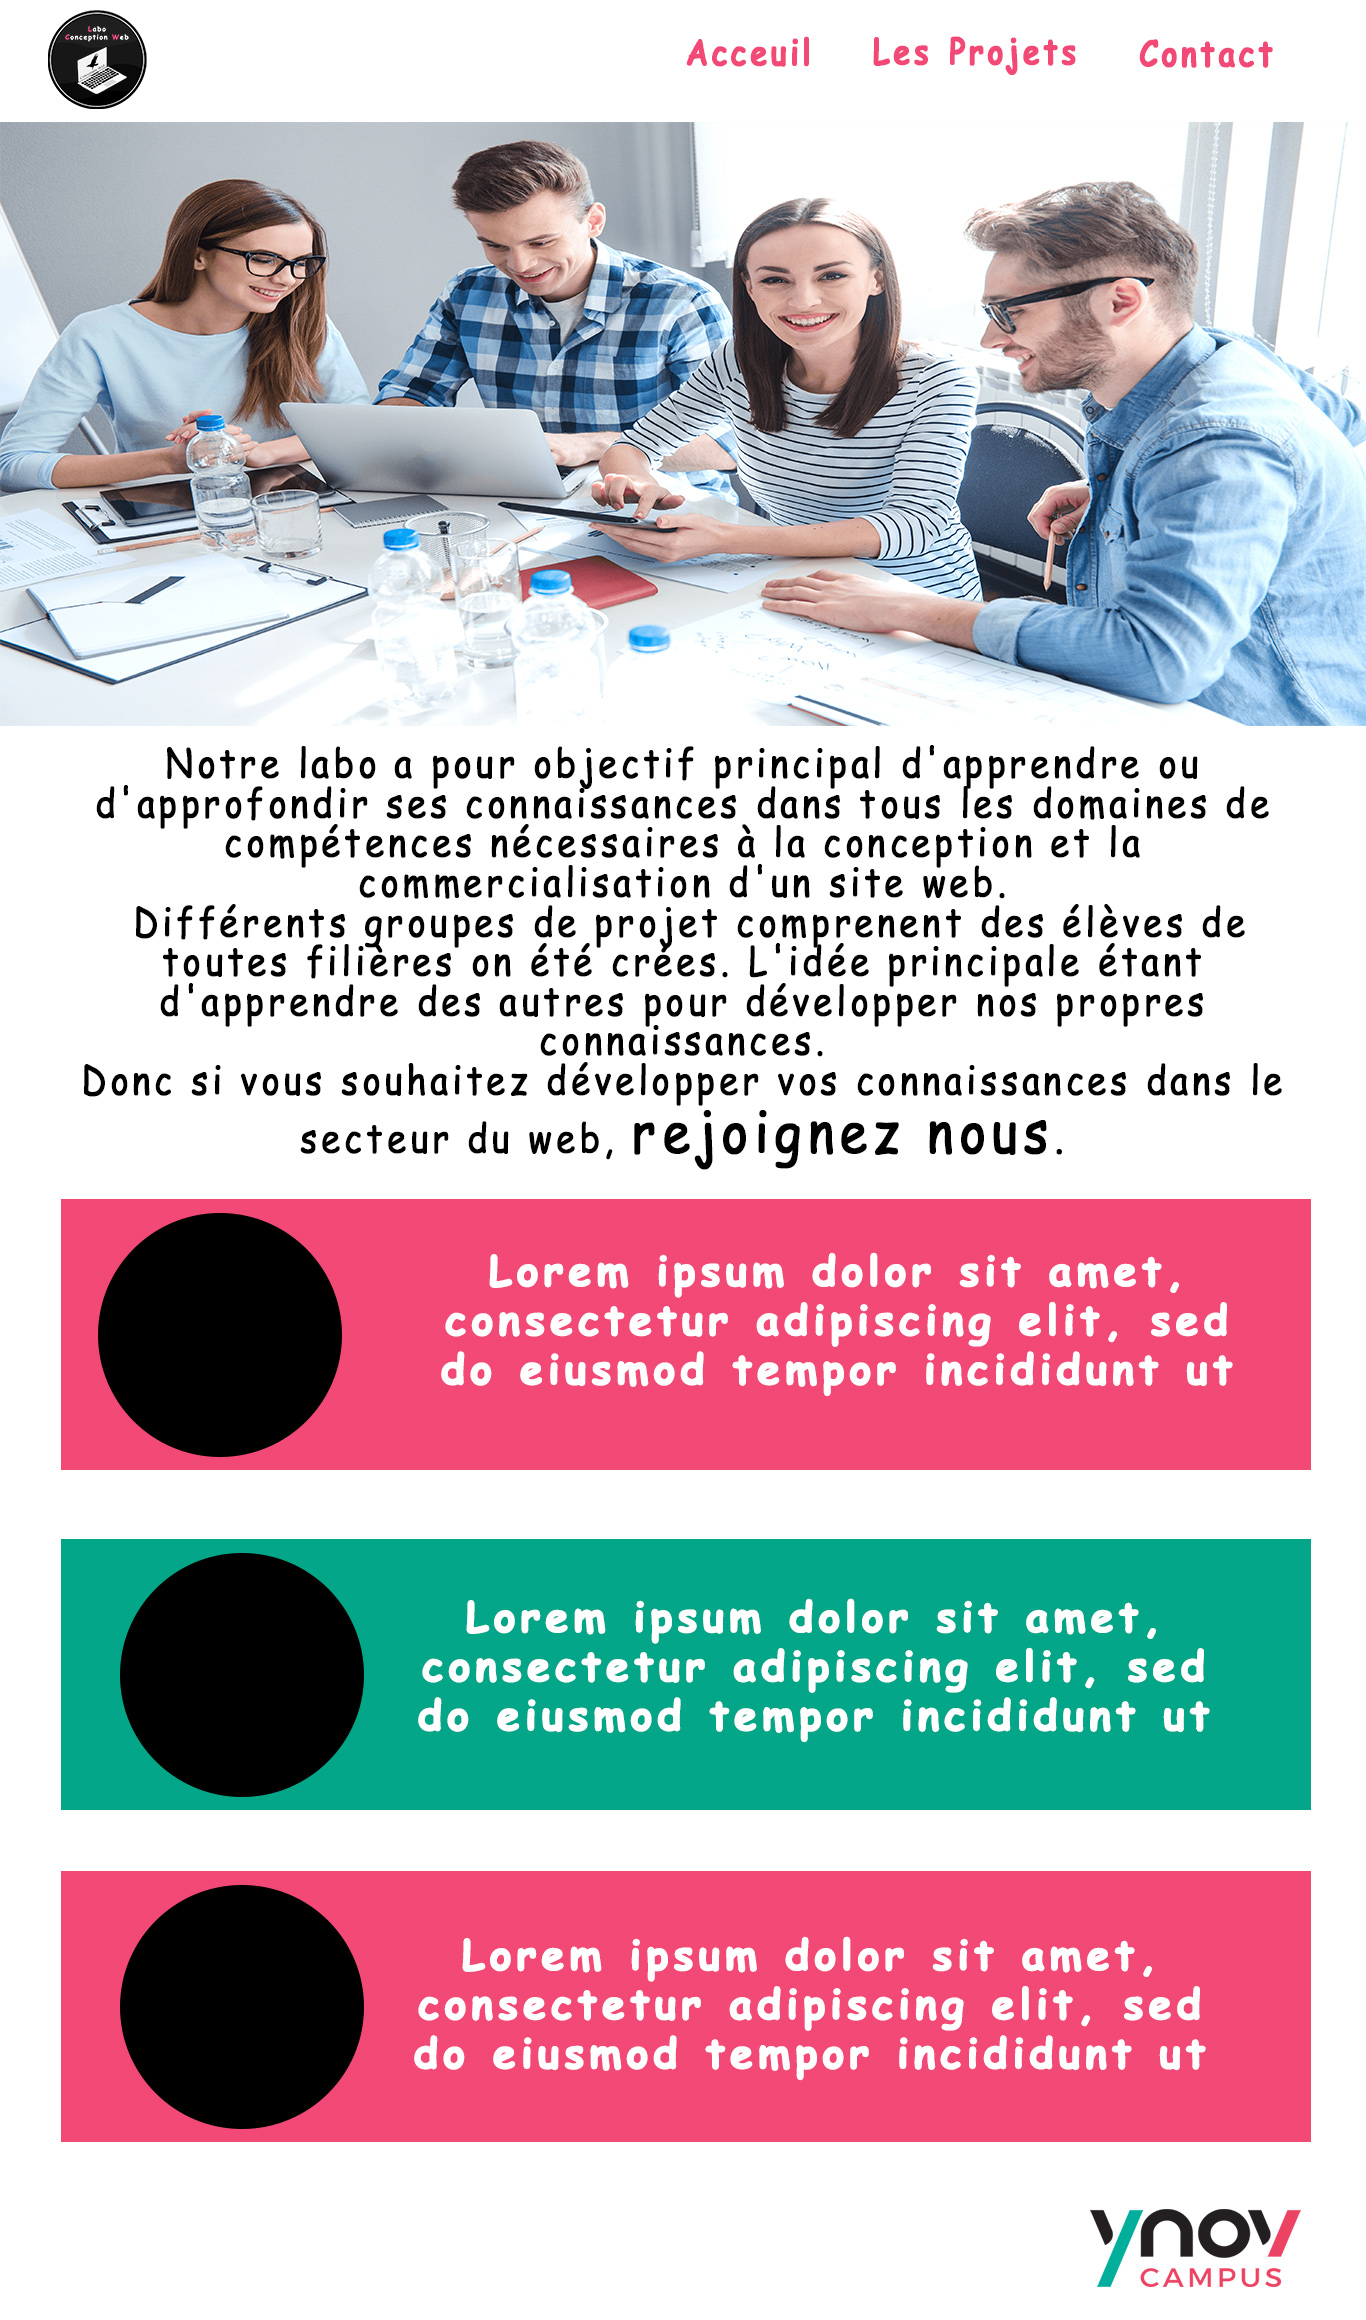 Labo
Conception Web
Acceuil Les Projets Contact
Notre labo a pour objectif principal d'apprendre ou
d'approfondir ses connaissances dans tous les domaines de
compétences nécessaires à la conception et la
commercialisation d'un site web.
Différents groupes de projet comprenent des élèves de
toutes filières on été crées. L'idée principale étant
d'apprendre des autres pour développer nos propres
connaissances.
Donc si vous souhaitez développer vos connaissances dans le
secteur du web, rejoignez nous.
Lorem ipsum dolor sit amet,
consectetur adipiscing elit, sed
do eiusmod tempor incididunt ut
Lorem ipsum dolor sit amet,
consectetur adipiscing elit, sed
do eiusmod tempor incididunt ut
Lorem ipsum dolor sit amet,
consectetur adipiscing elit, sed
do eiusmod tempor incididunt ut
ynov
CAMPUS